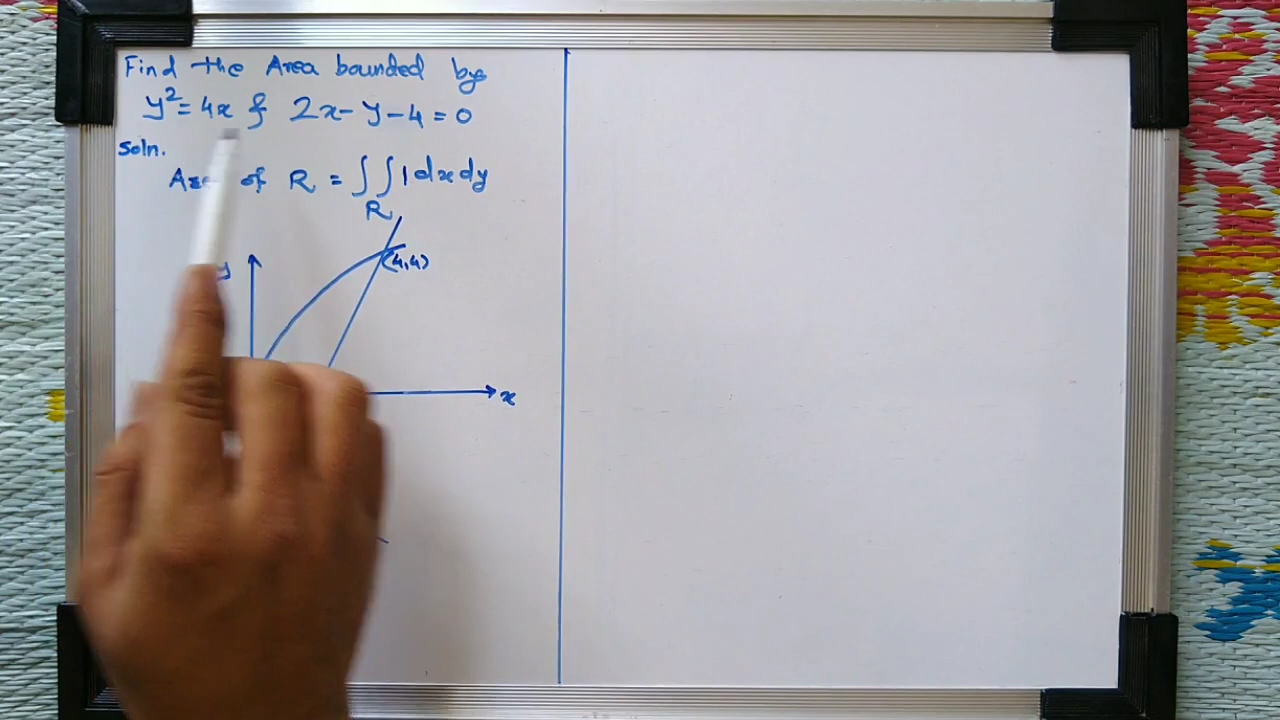 Find the Area bounded by
y² = 4x & 2x - y - 4 = 0
Soln.
of R = ∫∫ 1 dx dy
R
y
(4,4)
x